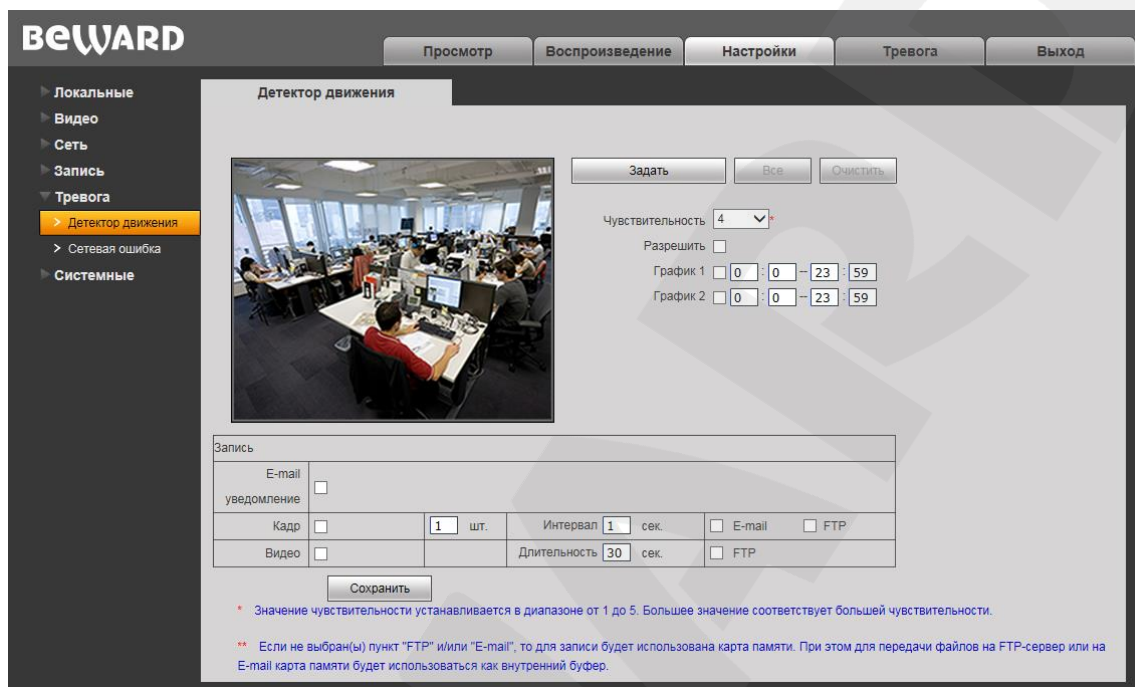 BEWARD
Просмотр Воспроизведение Настройки Тревога Выход
Локальные
Видео
Сеть
Запись
Тревога
> Детектор движения
> Сетевая ошибка
Системные
Детектор движения
Задать Все Очистить
Чувствительность 4 *
Разрешить
График 1 0 : 0 – 23 : 59
График 2 0 : 0 – 23 : 59
Запись
E-mail
уведомление
Кадр 1 шт. Интервал 1 сек. E-mail FTP
Видео Длительность 30 сек. FTP
Сохранить
* Значение чувствительности устанавливается в диапазоне от 1 до 5. Большее значение соответствует большей чувствительности.
** Если не выбран(ы) пункт "FTP" и/или "E-mail", то для записи будет использована карта памяти. При этом для передачи файлов на FTP-сервер или на
E-mail карта памяти будет использоваться как внутренний буфер.